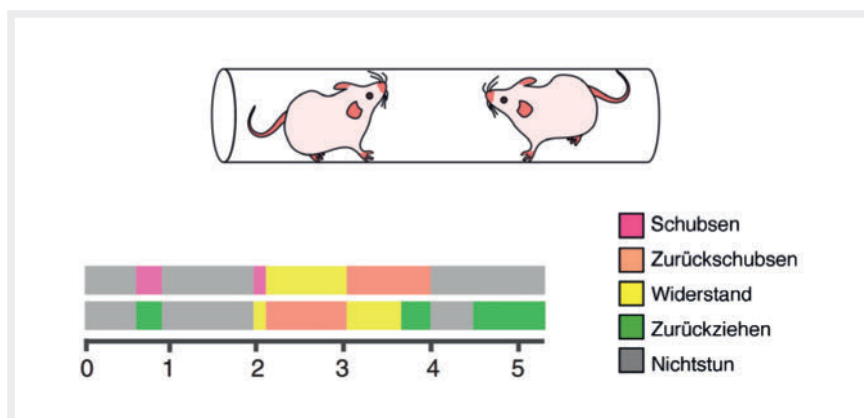 Schubsen
Zurückschubsen
Widerstand
Zurückziehen
Nichtstun
0 1 2 3 4 5